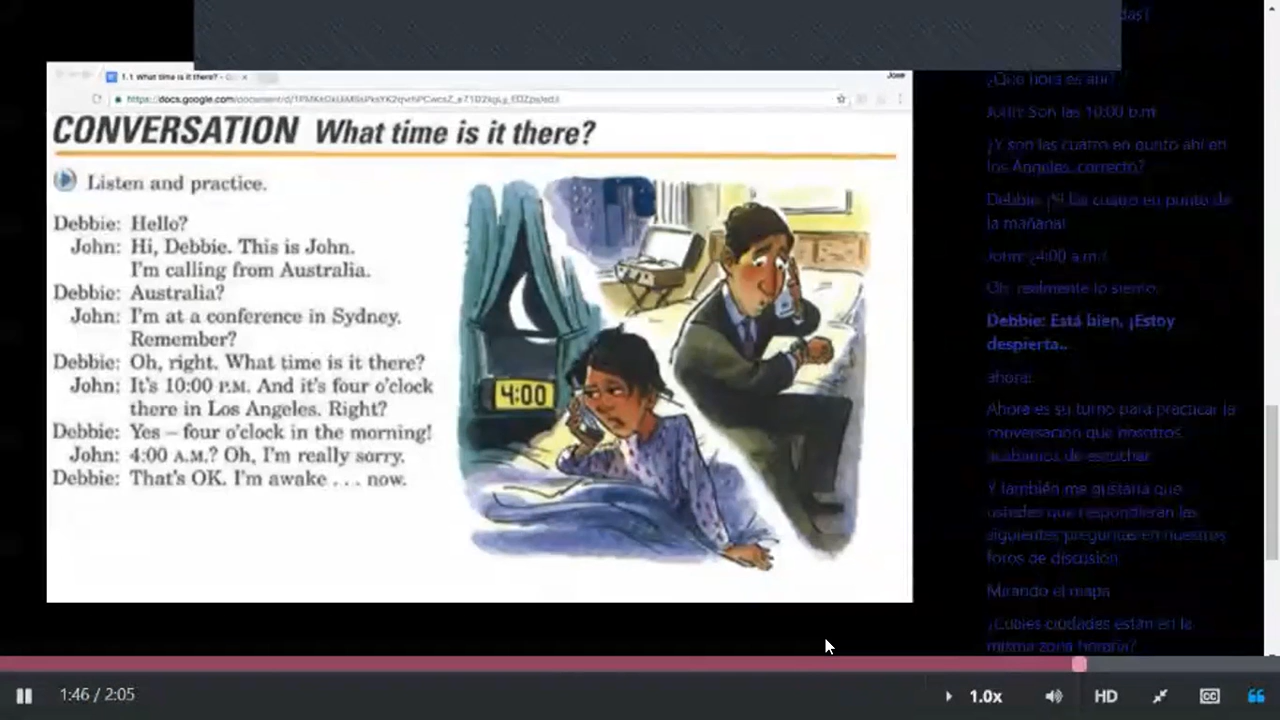 1.1 What time is it there? -
Jose
CONVERSATION What time is it there?
Listen and practice.
Debbie: Hello?
John: Hi, Debbie. This is John.
I'm calling from Australia.
Debbie: Australia?
John: I'm at a conference in Sydney.
Remember?
Debbie: Oh, right. What time is it there?
John: It's 10:00 P.M. And it's four o'clock
there in Los Angeles. Right?
Debbie: Yes – four o'clock in the morning!
John: 4:00 A.M.? Oh, I'm really sorry.
Debbie: That's OK. I'm awake . . . now.
4:00
¿Qué hora es ahí?
John: Son las 10:00 p.m
¿Y son las cuatro en punto ahí en
los Ángeles, correcto?
Debbie: ¡Si las cuatro en punto de
la mañana!
John: ¿4:00 a.m.?
Oh, realmente lo siento.
Debbie: Está bien, ¡Estoy
despierta..
ahora!
Ahora es su turno para practicar la
conversación que nosotros
acabamos de escuchar
Y también me gustaría que
ustedes que respondieran las
siguientes preguntas en nuestros
foros de discusión
Mirando el mapa
¿Cuáles ciudades están en la
misma zona horaria?
1:46 / 2:05
1.0x
HD
CC